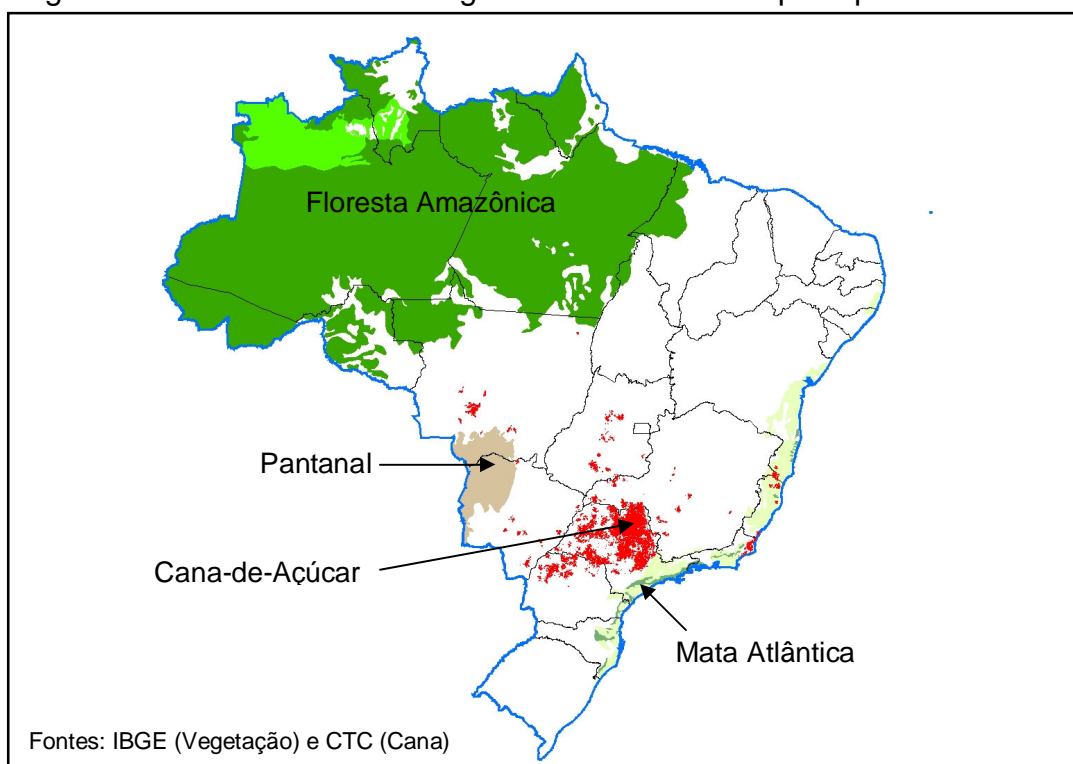 Floresta Amazônica
Pantanal
Cana-de-Açúcar
Mata Atlântica
Fontes: IBGE (Vegetação) e CTC (Cana)